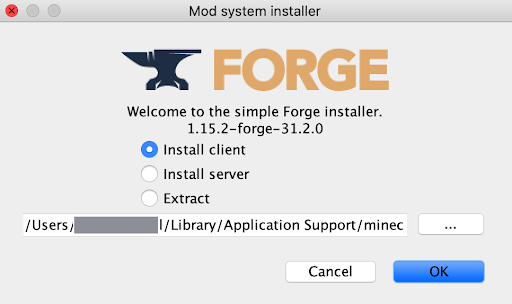 Mod system installer
FORGE
Welcome to the simple Forge installer.
1.15.2-forge-31.2.0
Install client
Install server
Extract
/Users/ l/Library/Application Support/minec
...
Cancel
OK